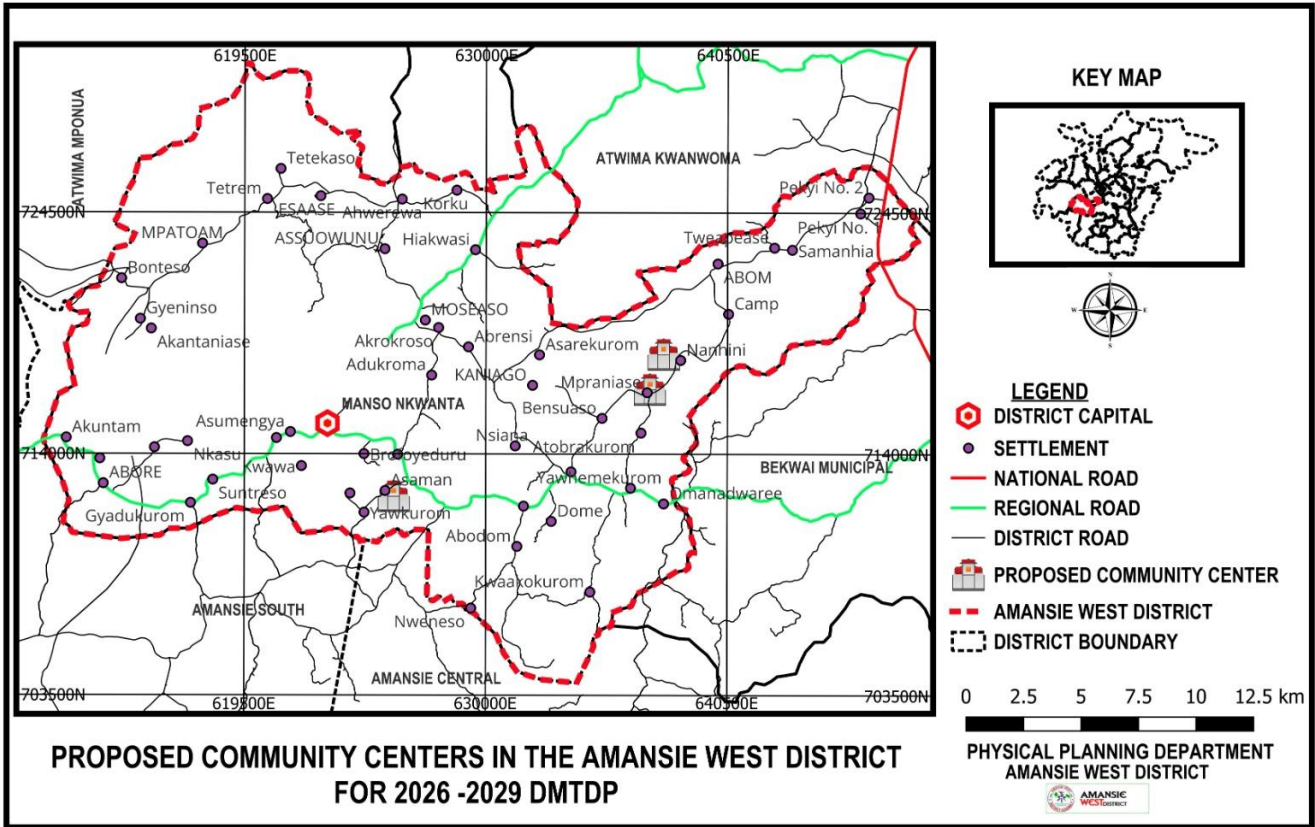 619500E
630000E
640500E
ATWIMA MPONUA
ATWIMA KWANWOMA
Tetekaso
Tetrem
ESAASE
Ahwerewa
Korku
Pekyi No. 2
724500N
724500N
MPATOAM
ASSUOWUNU
Hiakwasi
Tweapease
Pekyi No. 1
Samanhia
Bonteso
ABOM
Gyeninso
Camp
Akantaniase
MOSEASO
Akrokroso
Abrensi
Asarekurom
Nanhini
Adukroma
KANIAGO
Mpraniase
MANSO NKWANTA
Bensuaso
Akuntam
Asumengya
Nkasu
Nsiana
Atobrakurom
714000N
Brofoyeduru
714000N
ABORE
Kwawa
BEKWAI MUNICIPAL
Suntreso
Asaman
Yawhemekurom
Omanadwaree
Gyadukurom
Yawkurom
Dome
Abodom
Kwaakokurom
AMANSIE SOUTH
Nweneso
AMANSIE CENTRAL
703500N
703500N
619500E
630000E
640500E
KEY MAP
N
W
E
S
LEGEND
DISTRICT CAPITAL
SETTLEMENT
NATIONAL ROAD
REGIONAL ROAD
DISTRICT ROAD
PROPOSED COMMUNITY CENTER
AMANSIE WEST DISTRICT
DISTRICT BOUNDARY
0 2.5 5 7.5 10 12.5 km
PHYSICAL PLANNING DEPARTMENT
AMANSIE WEST DISTRICT
AMANSIE
WEST DISTRICT
PROPOSED COMMUNITY CENTERS IN THE AMANSIE WEST DISTRICT
FOR 2026 -2029 DMTDP